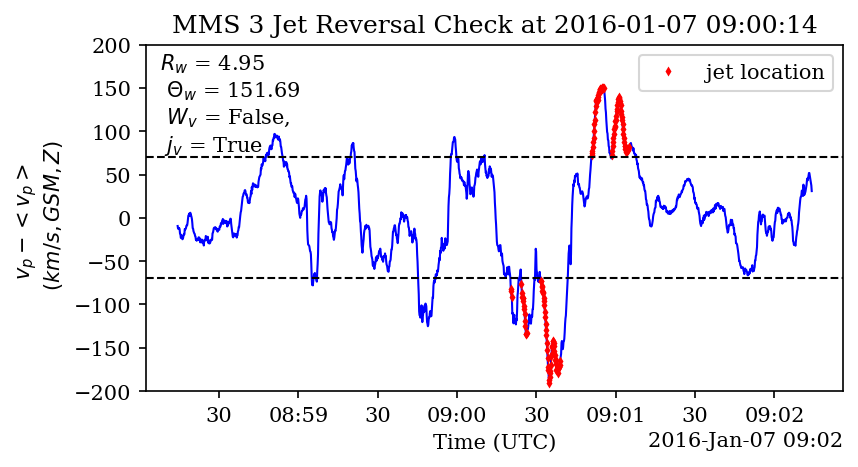 MMS 3 Jet Reversal Check at 2016-01-07 09:00:14
R_w = 4.95
Θ_w = 151.69
W_v = False,
j_v = True
jet location
v_p − < v_p >
(km/s, GSM, Z)
200
150
100
50
0
−50
−100
−150
−200
30 08:59 30 09:00 30 09:01 30 09:02
Time (UTC)
2016-Jan-07 09:02